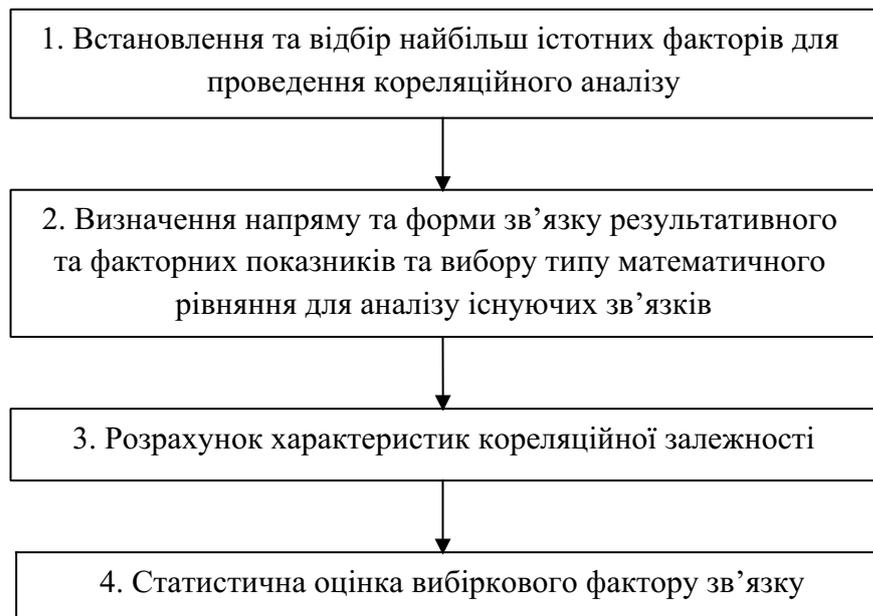 1. Встановлення та відбір найбільш істотних факторів для
проведення кореляційного аналізу
2. Визначення напряму та форми зв’язку результативного
та факторних показників та вибору типу математичного
рівняння для аналізу існуючих зв’язків
3. Розрахунок характеристик кореляційної залежності
4. Статистична оцінка вибіркового фактору зв’язку